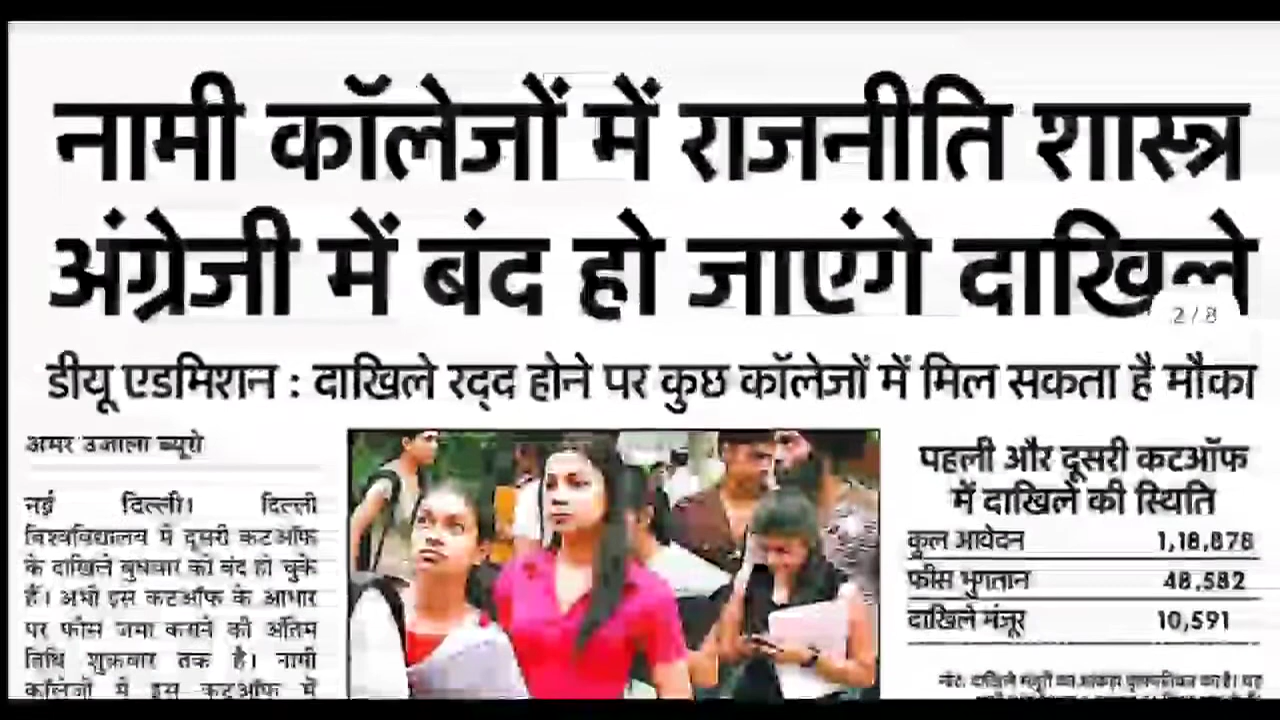 नामी कॉलेजों में राजनीति शास्त्र
अंग्रेजी में बंद हो जाएंगे दाखिले
2 / 8
डीयू एडमिशन : दाखिले रद्द होने पर कुछ कॉलेजों में मिल सकता है मौका
अमर उजाला ब्यूरो
नई दिल्ली। दिल्ली
विश्वविद्यालय में दूसरी कटऑफ
के दाखिले बुधवार को बंद हो चुके
हैं। अभी इस कटऑफ के आधार
पर फीस जमा कराने की अंतिम
तिथि शुक्रवार तक है। नामी
कॉलेजों में इस कटऑफ में
पहली और दूसरी कटऑफ
में दाखिले की स्थिति
कुल आवेदन 1,18,878
फीस भुगतान 48,582
दाखिले मंजूर 10,591
नोट: दाखिले मंजूरी का आंकड़ा का है। यह